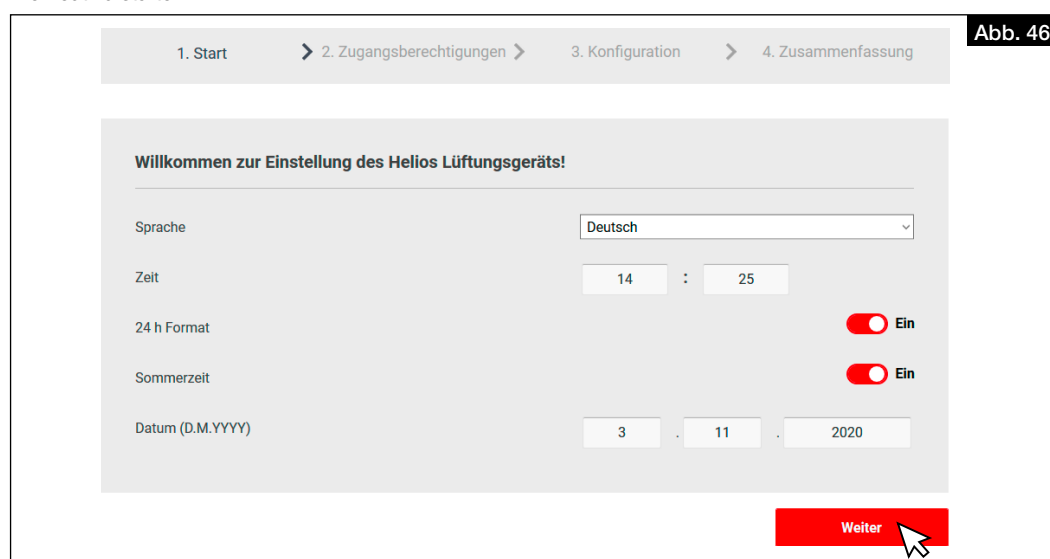 Abb. 46
1. Start 2. Zugangsberechtigungen 3. Konfiguration 4. Zusammenfassung
Willkommen zur Einstellung des Helios Lüftungsgeräts!
Sprache Deutsch
Zeit 14 : 25
24 h Format Ein
Sommerzeit Ein
Datum (D.M.YYYY) 3 . 11 . 2020
Weiter